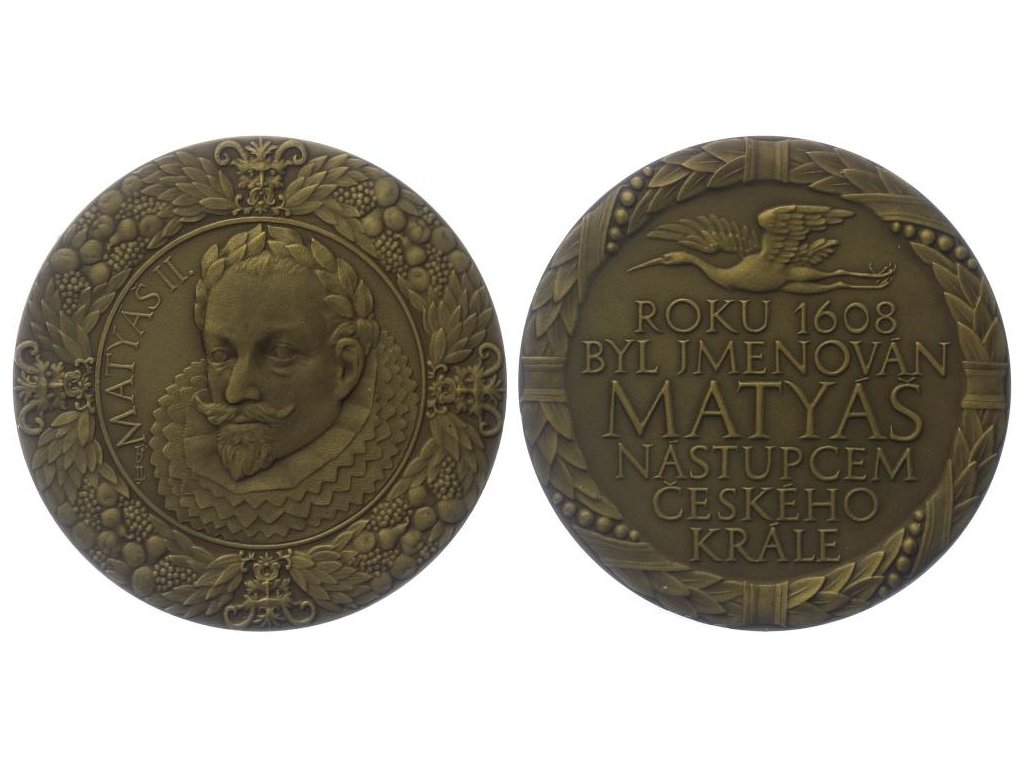 MATYÁŠ II.
ROKU 1608
BYL JMENOVÁN
MATYÁŠ
NÁSTUPCEM
ČESKÉHO
KRÁLE